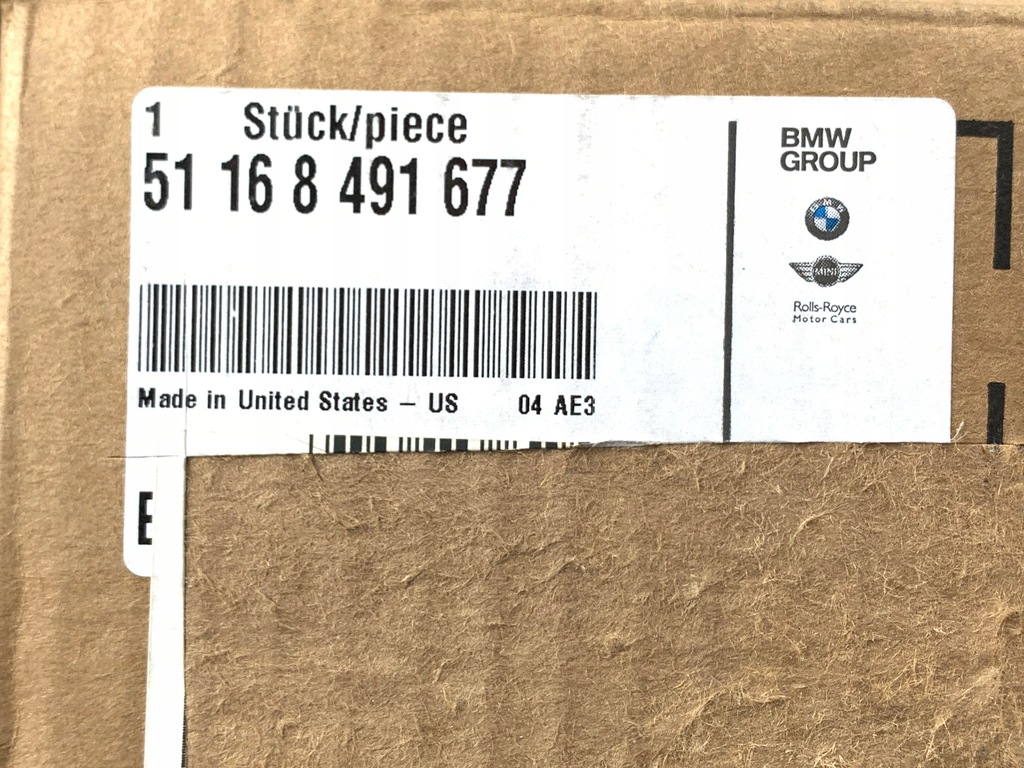 1 Stück/piece
51 16 8 491 677
Made in United States – US 04 AE3
BMW
GROUP
BMW
MINI
Rolls-Royce
Motor Cars